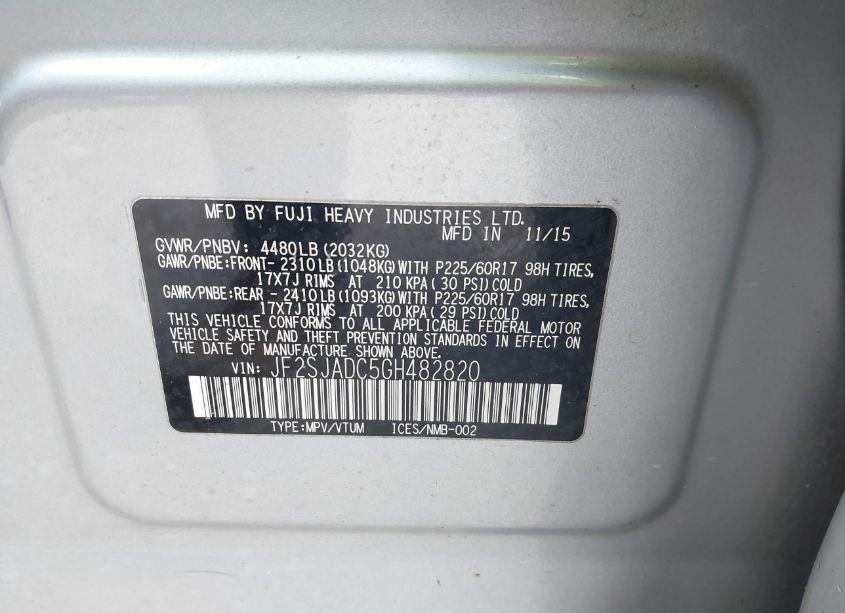 MFD BY FUJI HEAVY INDUSTRIES LTD.
MFD IN 11/15
GVWR/PNBV: 4480LB(2032KG)
GAWR/PNBE:FRONT- 2310LB(1048KG)WITH P225/60R17 98H TIRES,
17X7J RIMS AT 210 KPA( 30 PSI)COLD
GAWR/PNBE:REAR - 2410LB(1093KG)WITH P225/60R17 98H TIRES,
17X7J RIMS AT 200 KPA( 29 PSI)COLD
THIS VEHICLE CONFORMS TO ALL APPLICABLE FEDERAL MOTOR
VEHICLE SAFETY AND THEFT PREVENTION STANDARDS IN EFFECT ON
THE DATE OF MANUFACTURE SHOWN ABOVE.
VIN: JF2SJADC5GH482820
TYPE:MPV/VTUM ICES/NMB-002